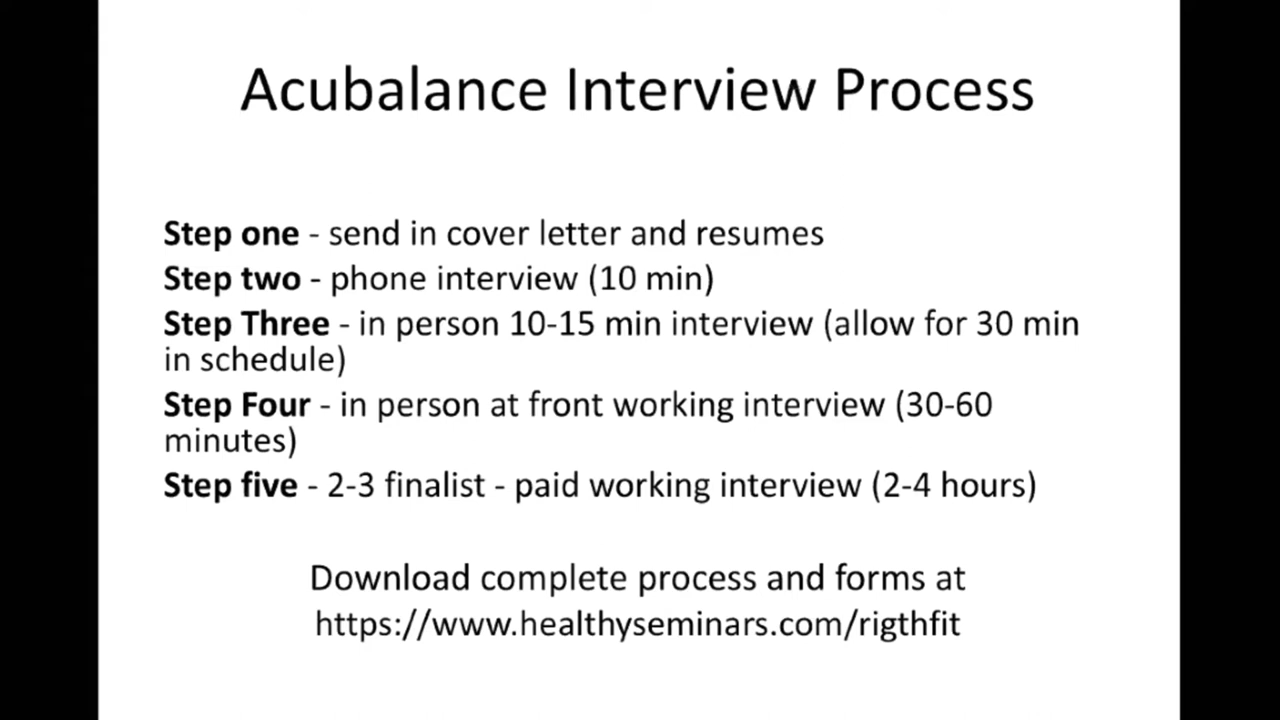 Acubalance Interview Process
Step one - send in cover letter and resumes
Step two - phone interview (10 min)
Step Three - in person 10-15 min interview (allow for 30 min
in schedule)
Step Four - in person at front working interview (30-60
minutes)
Step five - 2-3 finalist - paid working interview (2-4 hours)
Download complete process and forms at
https://www.healthyseminars.com/rigthfit